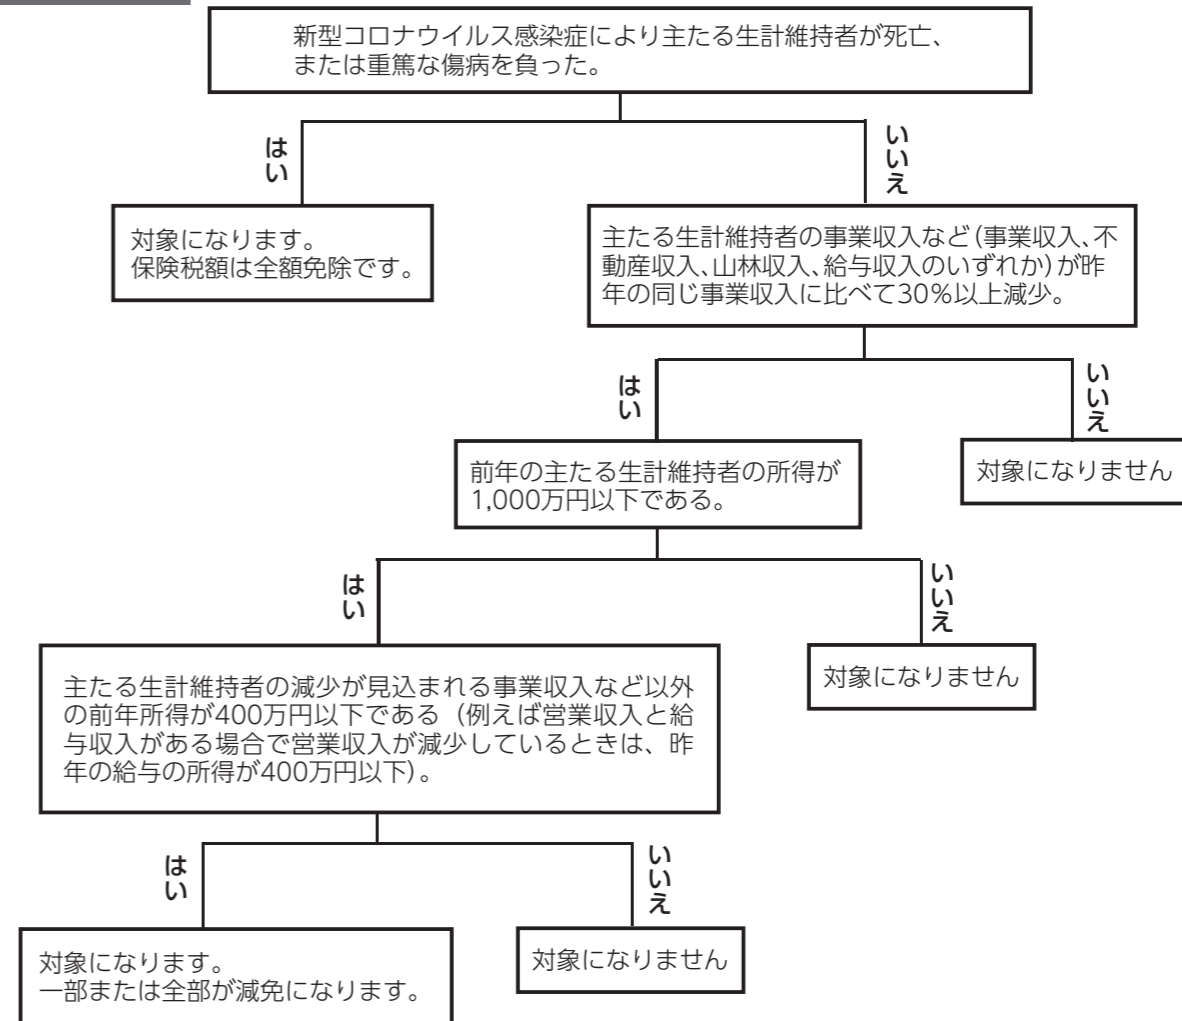 新型コロナウイルス感染症により主たる生計維持者が死亡、
または重篤な傷病を負った。
はい
いいえ
対象になります。
保険税額は全額免除です。
主たる生計維持者の事業収入など(事業収入、不
動産収入、山林収入、給与収入のいずれか)が昨
年の同じ事業収入に比べて30%以上減少。
はい
いいえ
前年の主たる生計維持者の所得が
1,000万円以下である。
対象になりません
はい
いいえ
主たる生計維持者の減少が見込まれる事業収入など以外
の前年所得が400万円以下である(例えば営業収入と給
与収入がある場合で営業収入が減少しているときは、昨
年の給与の所得が400万円以下)。
対象になりません
はい
いいえ
対象になります。
一部または全部が減免になります。
対象になりません